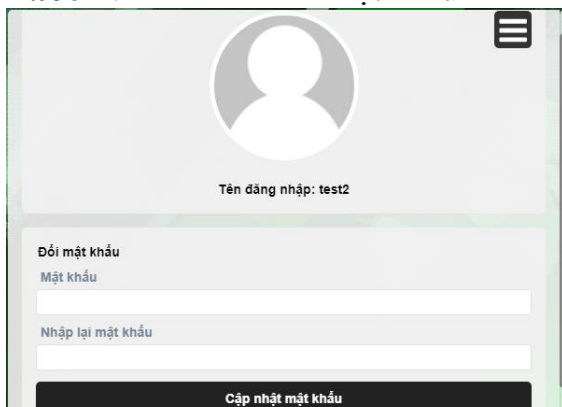 Tên đăng nhập: test2
Đổi mật khẩu
Mật khẩu
Nhập lại mật khẩu
Cập nhật mật khẩu